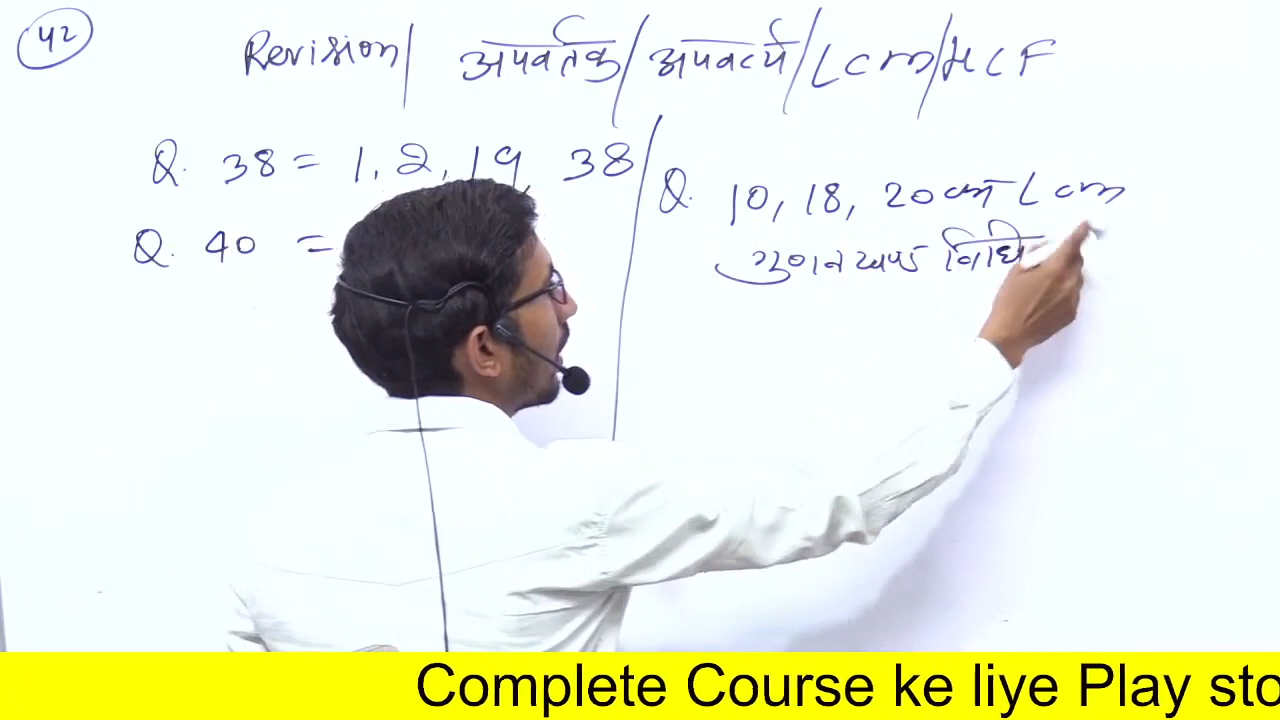 42
Revision / अपवर्तक / अपवर्त्य / Lcm / HCF
Q. 38 = 1, 2, 19, 38
Q. 40 =
Q. 10, 18, 20 का Lcm
गुणनखण्ड विधि
Complete Course ke liye Play sto